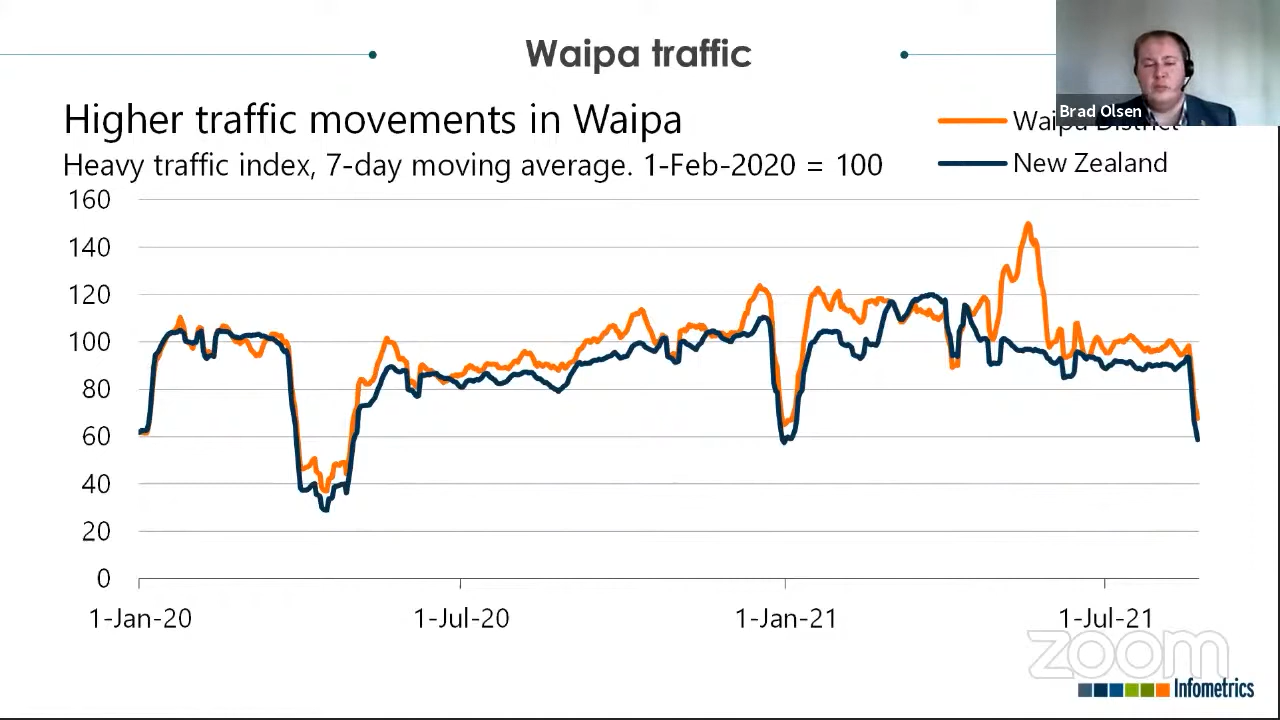 Waipa traffic
Brad Olsen
Higher traffic movements in Waipa
Heavy traffic index, 7-day moving average. 1-Feb-2020 = 100
Waipa District
New Zealand
160
140
120
100
80
60
40
20
0
1-Jan-20
1-Jul-20
1-Jan-21
1-Jul-21
zoom
Infometrics